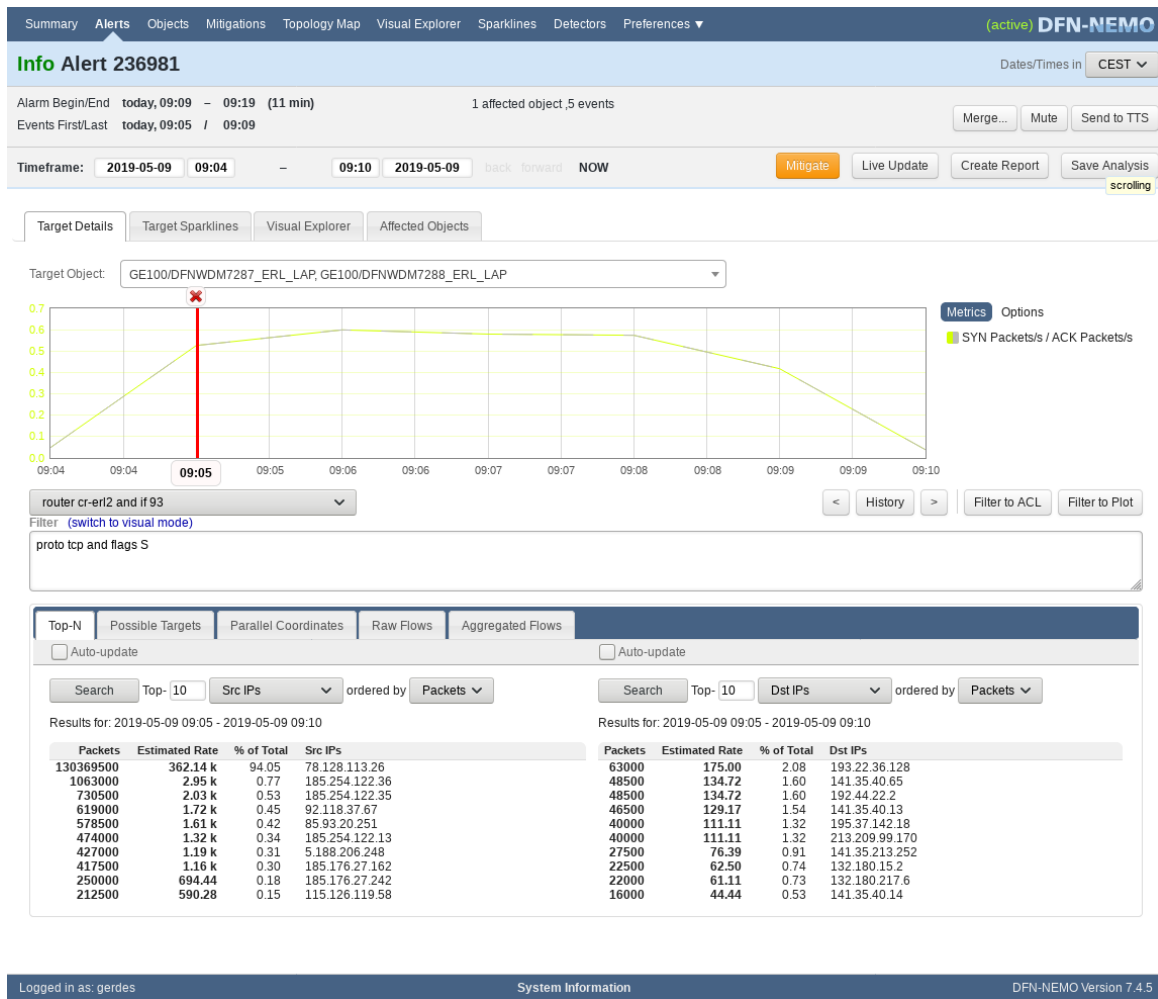 Summary Alerts Objects Mitigations Topology Map Visual Explorer Sparklines Detectors Preferences ▼ (active) DFN-NEMO
Info Alert 236981 Dates/Times in CEST
Alarm Begin/End today, 09:09 – 09:19 (11 min) 1 affected object ,5 events
Events First/Last today, 09:05 / 09:09 Merge... Mute Send to TTS
Timeframe: 2019-05-09 09:04 – 09:10 2019-05-09 back forward NOW Mitigate Live Update Create Report Save Analysis
scrolling
Target Details Target Sparklines Visual Explorer Affected Objects
Target Object: GE100/DFNWDM7287_ERL_LAP, GE100/DFNWDM7288_ERL_LAP
0.7
0.6
0.5
0.4
0.3
0.2
0.1
0.0
Metrics Options
SYN Packets/s / ACK Packets/s
09:04 09:04 09:05 09:05 09:06 09:06 09:07 09:07 09:08 09:08 09:09 09:09 09:10
router cr-erl2 and if 93 < History > Filter to ACL Filter to Plot
Filter (switch to visual mode)
proto tcp and flags S
Top-N Possible Targets Parallel Coordinates Raw Flows Aggregated Flows
Auto-update Auto-update
Search Top- 10 Src IPs ordered by Packets Search Top- 10 Dst IPs ordered by Packets
Results for: 2019-05-09 09:05 - 2019-05-09 09:10 Results for: 2019-05-09 09:05 - 2019-05-09 09:10
Packets Estimated Rate % of Total Src IPs Packets Estimated Rate % of Total Dst IPs
130369500 362.14 k 94.05 78.128.113.26 63000 175.00 2.08 193.22.36.128
1063000 2.95 k 0.77 185.254.122.36 48500 134.72 1.60 141.35.40.65
730500 2.03 k 0.53 185.254.122.35 48500 134.72 1.60 192.44.22.2
619000 1.72 k 0.45 92.118.37.67 46500 129.17 1.54 141.35.40.13
578500 1.61 k 0.42 85.93.20.251 40000 111.11 1.32 195.37.142.18
474000 1.32 k 0.34 185.254.122.13 40000 111.11 1.32 213.209.99.170
427000 1.19 k 0.31 5.188.206.248 27500 76.39 0.91 141.35.213.252
417500 1.16 k 0.30 185.176.27.162 22500 62.50 0.74 132.180.15.2
250000 694.44 0.18 185.176.27.242 22000 61.11 0.73 132.180.217.6
212500 590.28 0.15 115.126.119.58 16000 44.44 0.53 141.35.40.14
Logged in as: gerdes System Information DFN-NEMO Version 7.4.5